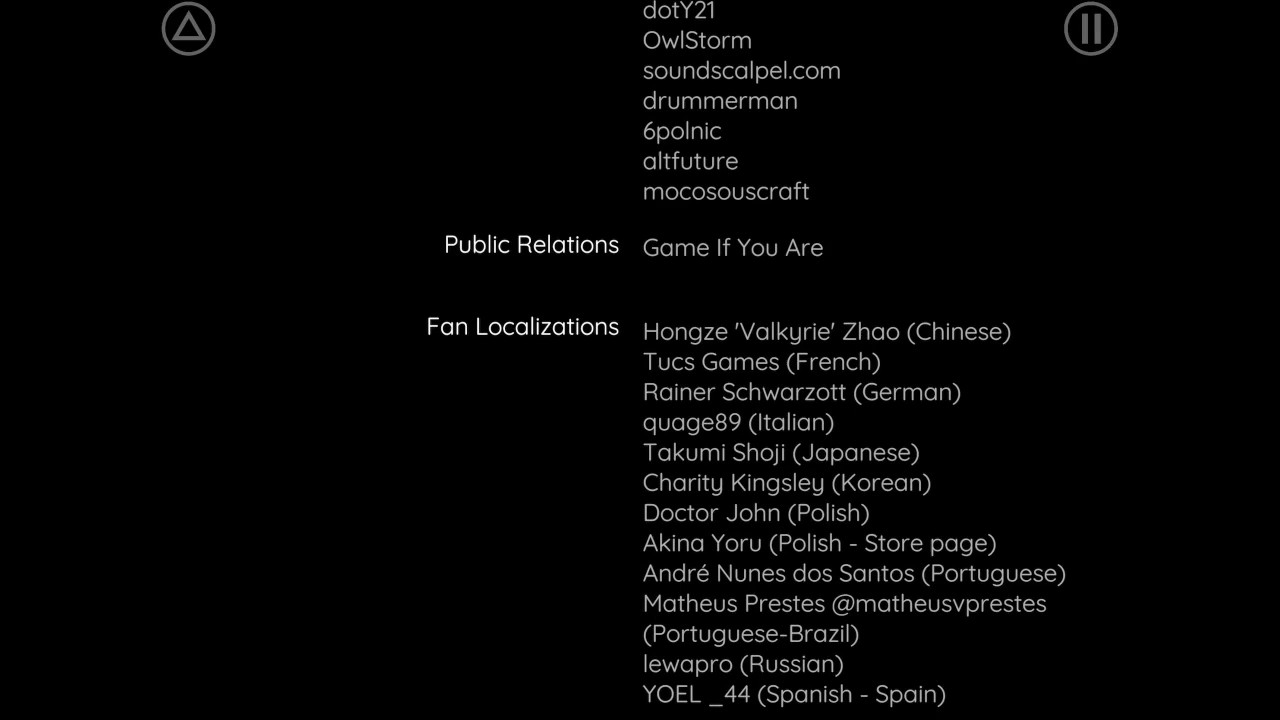 dotY21
OwlStorm
soundscalpel.com
drummerman
6polnic
altfuture
mocosouscraft
Public Relations Game If You Are
Fan Localizations Hongze 'Valkyrie' Zhao (Chinese)
Tucs Games (French)
Rainer Schwarzott (German)
quage89 (Italian)
Takumi Shoji (Japanese)
Charity Kingsley (Korean)
Doctor John (Polish)
Akina Yoru (Polish - Store page)
André Nunes dos Santos (Portuguese)
Matheus Prestes @matheusvprestes
(Portuguese-Brazil)
lewapro (Russian)
YOEL _44 (Spanish - Spain)